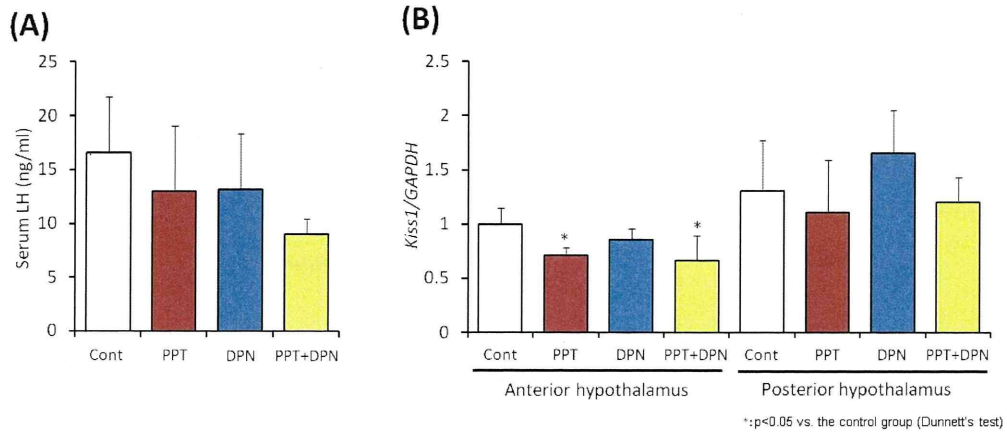 (A)
Serum LH (ng/ml)
25
20
15
10
5
0
Cont PPT DPN PPT+DPN
(B)
Kiss1/GAPDH
2.5
2
1.5
1
0.5
0
* *
Cont PPT DPN PPT+DPN Cont PPT DPN PPT+DPN
Anterior hypothalamus Posterior hypothalamus
*:p<0.05 vs. the control group (Dunnett's test)